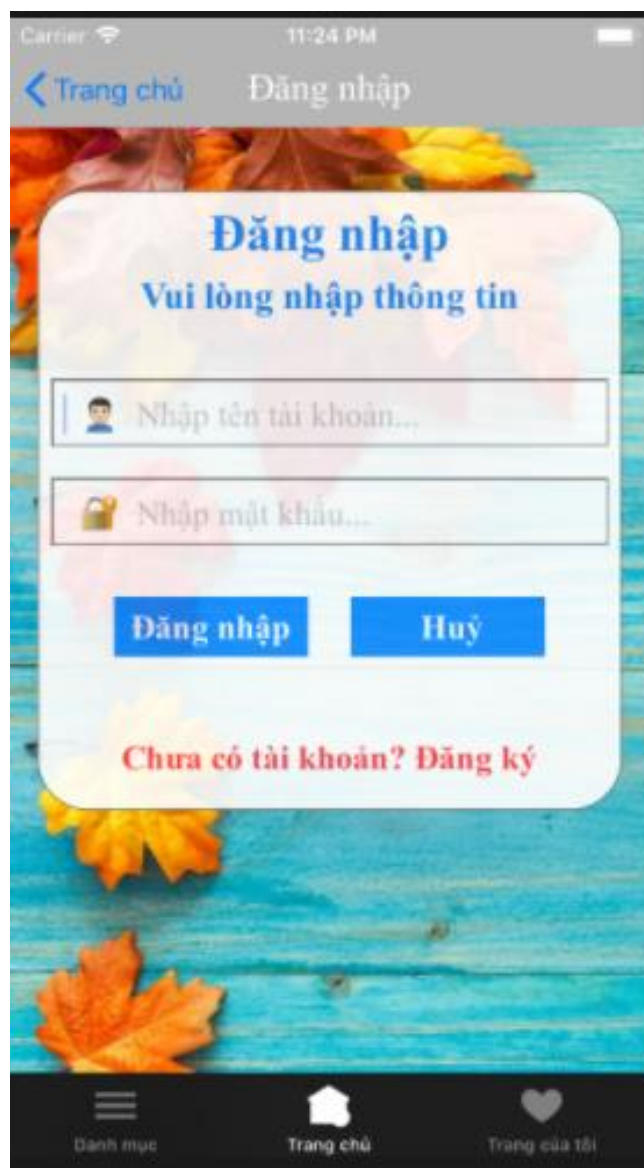 Carrier 11:24 PM
Trang chủ Đăng nhập
Đăng nhập
Vui lòng nhập thông tin
Nhập tên tài khoản...
Nhập mật khẩu...
Đăng nhập Huỷ
Chưa có tài khoản? Đăng ký
Danh mục Trang chủ Trang của tôi